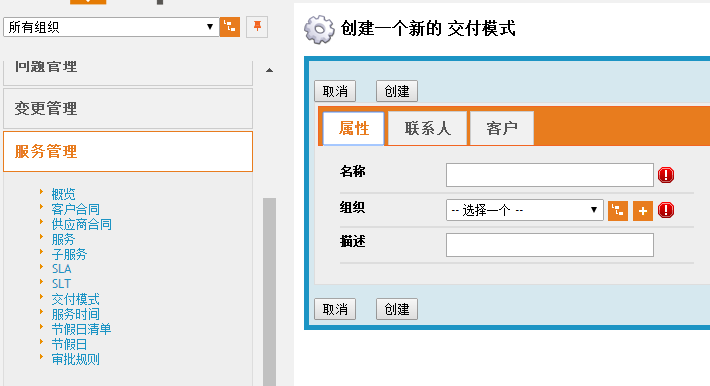 所有组织
问题管理
变更管理
服务管理
概览
客户合同
供应商合同
服务
子服务
SLA
SLT
交付模式
服务时间
节假日清单
节假日
审批规则
创建一个新的 交付模式
取消 创建
属性 联系人 客户
名称
组织 -- 选择一个 --
描述
取消 创建